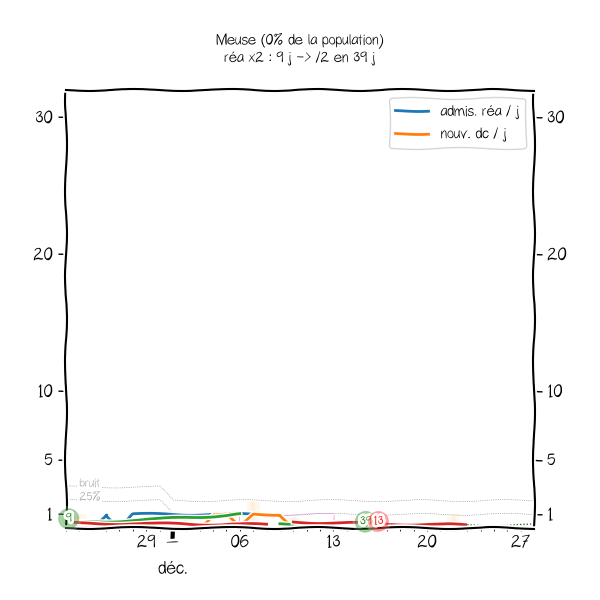 Meuse (0% de la population)
réa x2 : 9 j -> /2 en 39 j
admis. réa / j
nouv. dc / j
30 30
20 20
10 10
5 5
bruit
25%
1 1
9 39 13
29 06 13 20 27
déc.